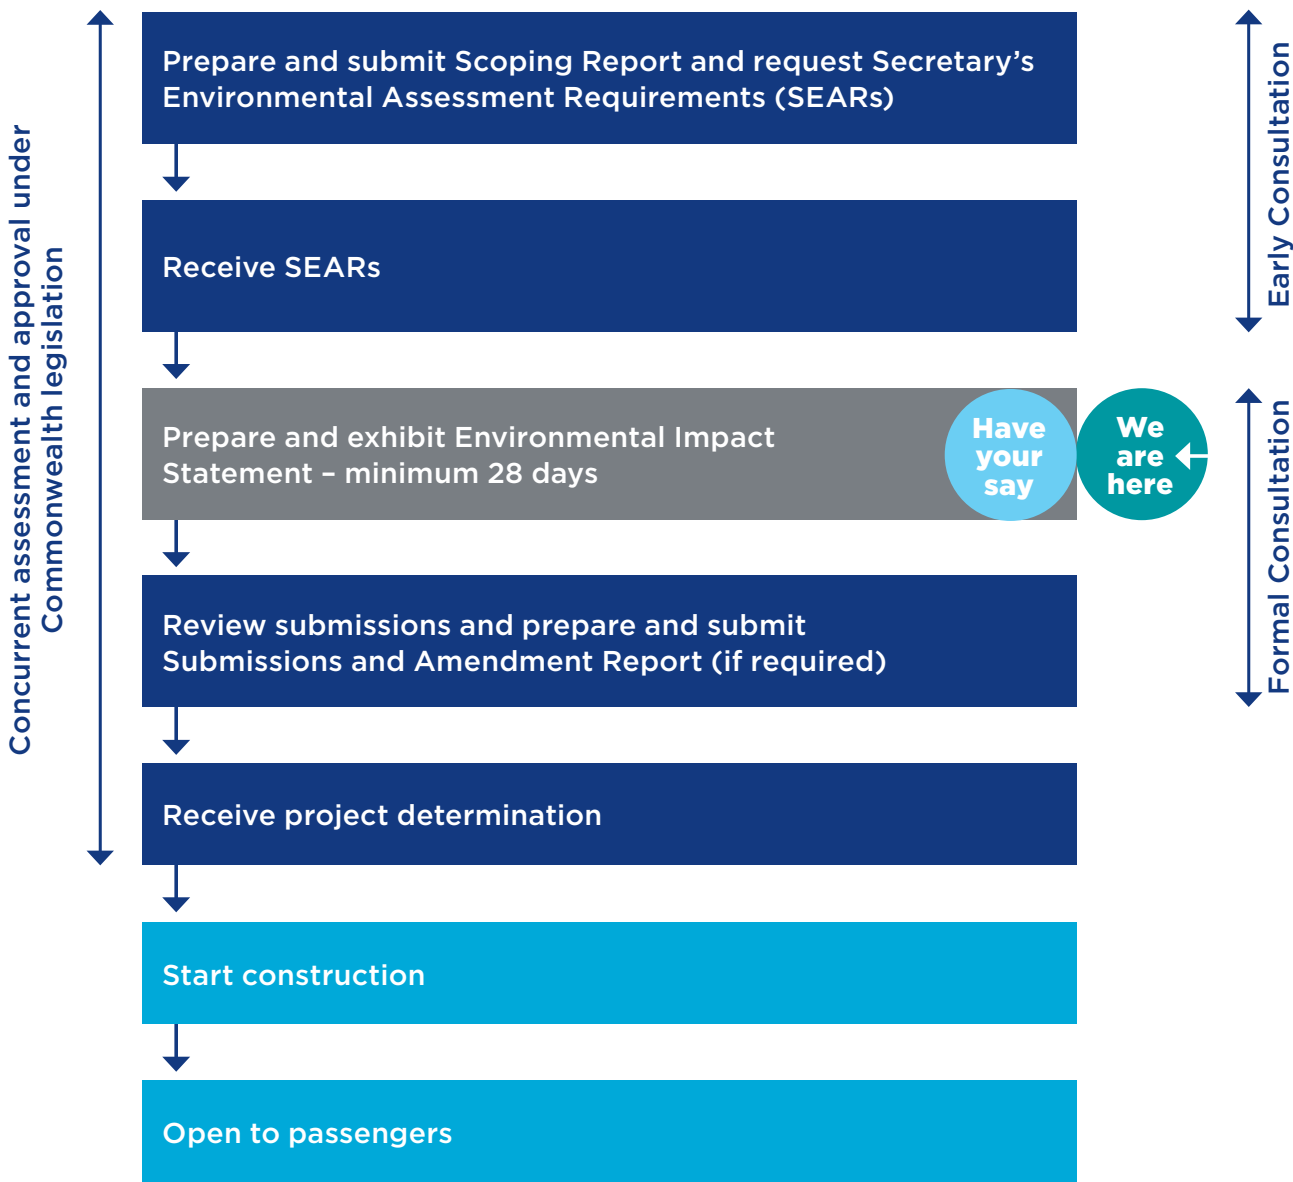 Prepare and submit Scoping Report and request Secretary’s
Environmental Assessment Requirements (SEARs)
Receive SEARs
Prepare and exhibit Environmental Impact
Statement – minimum 28 days
Have
your
say
We
are
here
Review submissions and prepare and submit
Submissions and Amendment Report (if required)
Receive project determination
Start construction
Open to passengers
Concurrent assessment and approval under
Commonwealth legislation
Early Consultation
Formal Consultation